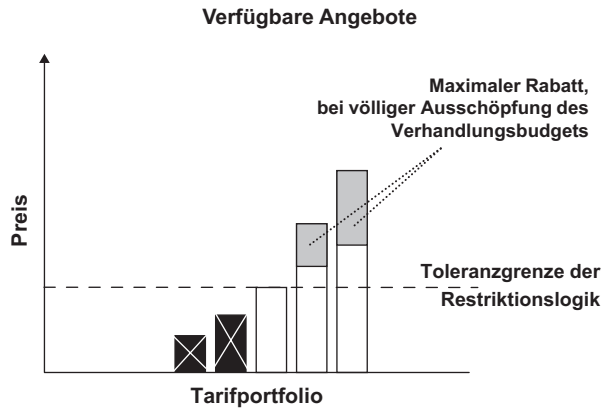 Verfügbare Angebote
Maximaler Rabatt,
bei völliger Ausschöpfung des
Verhandlungsbudgets
Preis
Toleranzgrenze der
Restriktionslogik
Tarifportfolio